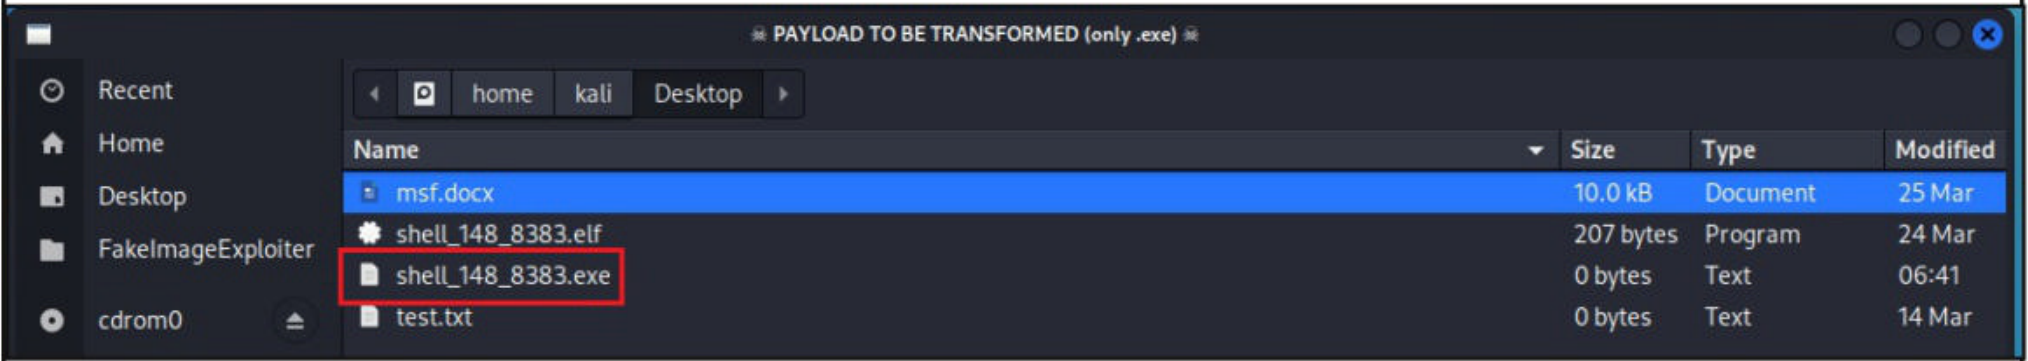 ☠ PAYLOAD TO BE TRANSFORMED (only .exe) ☠
Recent
Home
Desktop
FakeImageExploiter
cdrom0
home kali Desktop
Name Size Type Modified
msf.docx 10.0 kB Document 25 Mar
shell_148_8383.elf 207 bytes Program 24 Mar
shell_148_8383.exe 0 bytes Text 06:41
test.txt 0 bytes Text 14 Mar